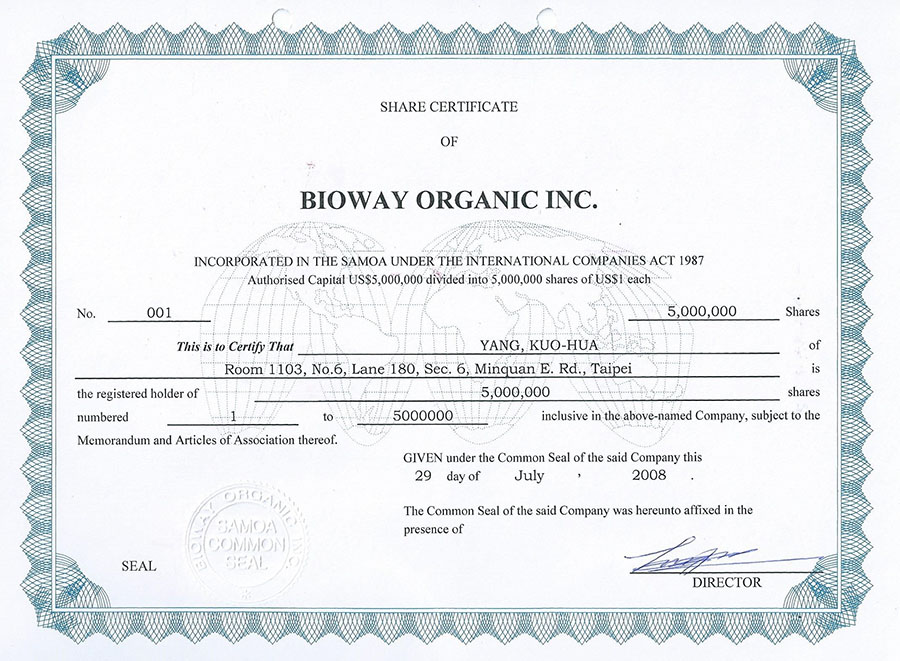 SHARE CERTIFICATE
OF
BIOWAY ORGANIC INC.
INCORPORATED IN THE SAMOA UNDER THE INTERNATIONAL COMPANIES ACT 1987
Authorised Capital US$5,000,000 divided into 5,000,000 shares of US$1 each
No. 001 5,000,000 Shares
This is to Certify That YANG, KUO-HUA of
Room 1103, No.6, Lane 180, Sec. 6, Minquan E. Rd., Taipei is
the registered holder of 5,000,000 shares
numbered 1 to 5000000 inclusive in the above-named Company, subject to the
Memorandum and Articles of Association thereof.
GIVEN under the Common Seal of the said Company this
29 day of July , 2008 .
The Common Seal of the said Company was hereunto affixed in the
presence of
BIOWAY ORGANIC INC.
SAMOA
COMMON
SEAL
SEAL
DIRECTOR